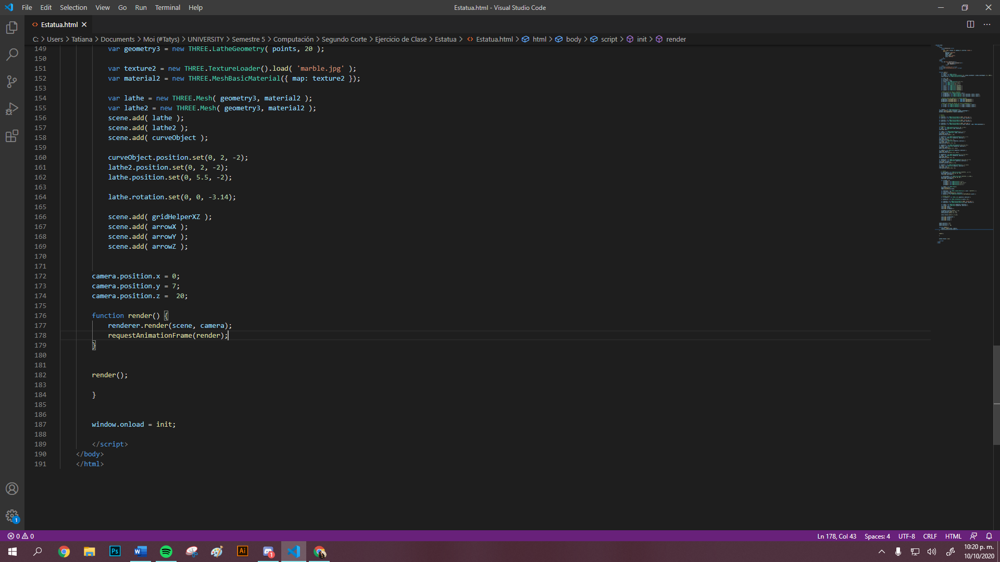 File Edit Selection View Go Run Terminal Help
Estatua.html - Visual Studio Code
Estatua.html
C: > Users > Tatiana > Documents > Moi (#Tatys) > UNIVERSITY > Semestre 5 > Computación > Segundo Corte > Ejercicio de Clase > Estatua > Estatua.html > html > body > script > init > render
149 var geometry3 = new THREE.LatheGeometry( points, 20 );
150
151 var texture2 = new THREE.TextureLoader().load( 'marble.jpg' );
152 var material2 = new THREE.MeshBasicMaterial({ map: texture2 });
153
154 var lathe = new THREE.Mesh( geometry3, material2 );
155 var lathe2 = new THREE.Mesh( geometry3, material2 );
156 scene.add( lathe );
157 scene.add( lathe2 );
158 scene.add( curveObject );
159
160 curveObject.position.set(0, 2, -2);
161 lathe2.position.set(0, 2, -2);
162 lathe.position.set(0, 5.5, -2);
163
164 lathe.rotation.set(0, 0, -3.14);
165
166 scene.add( gridHelperXZ );
167 scene.add( arrowX );
168 scene.add( arrowY );
169 scene.add( arrowZ );
170
171
172 camera.position.x = 0;
173 camera.position.y = 7;
174 camera.position.z =  20;
175
176 function render() {
177 renderer.render(scene, camera);
178 requestAnimationFrame(render);
179 }
180
181
182 render();
183
184 }
185
186
187 window.onload = init;
188
189 </script>
190 </body>
191 </html>
1
0 0
Ln 178, Col 43 Spaces: 4 UTF-8 CRLF HTML
Ps W Ai 1
10:20 p. m.
10/10/2020